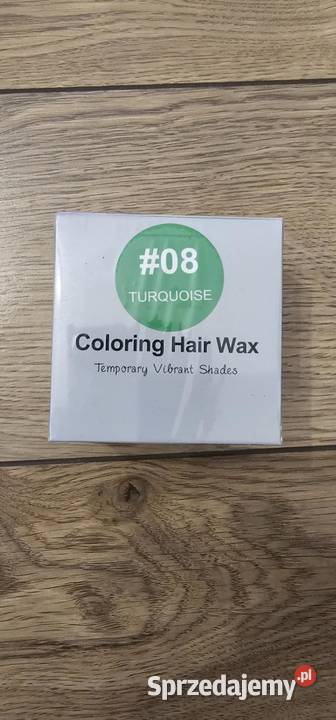 #08
TURQUOISE
Coloring Hair Wax
Temporary Vibrant Shades
Sprzedajemy.pl